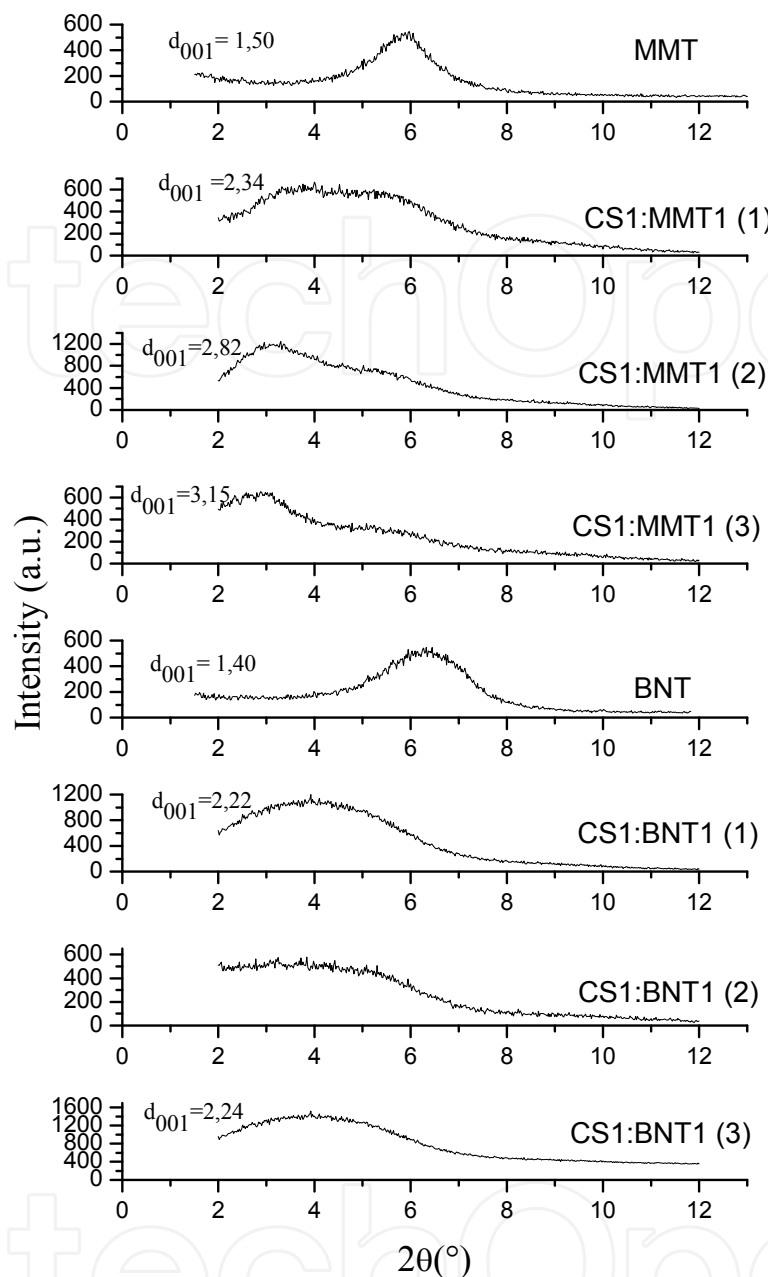 600
400
200
0
d001 = 1,50
MMT
0 2 4 6 8 10 12
600
400
200
0
d001 =2,34
CS1:MMT1 (1)
0 2 4 6 8 10 12
1200
800
400
0
d001=2,82
CS1:MMT1 (2)
0 2 4 6 8 10 12
600
400
200
0
d001=3,15
CS1:MMT1 (3)
0 2 4 6 8 10 12
Intensity (a.u.)
600
400
200
0
d001 = 1,40
BNT
0 2 4 6 8 10 12
1200
800
400
0
d001=2,22
CS1:BNT1 (1)
0 2 4 6 8 10 12
600
400
200
0
CS1:BNT1 (2)
0 2 4 6 8 10 12
1600
1200
800
400
0
d001=2,24
CS1:BNT1 (3)
0 2 4 6 8 10 12
2θ(°)
techOpe
techOpe